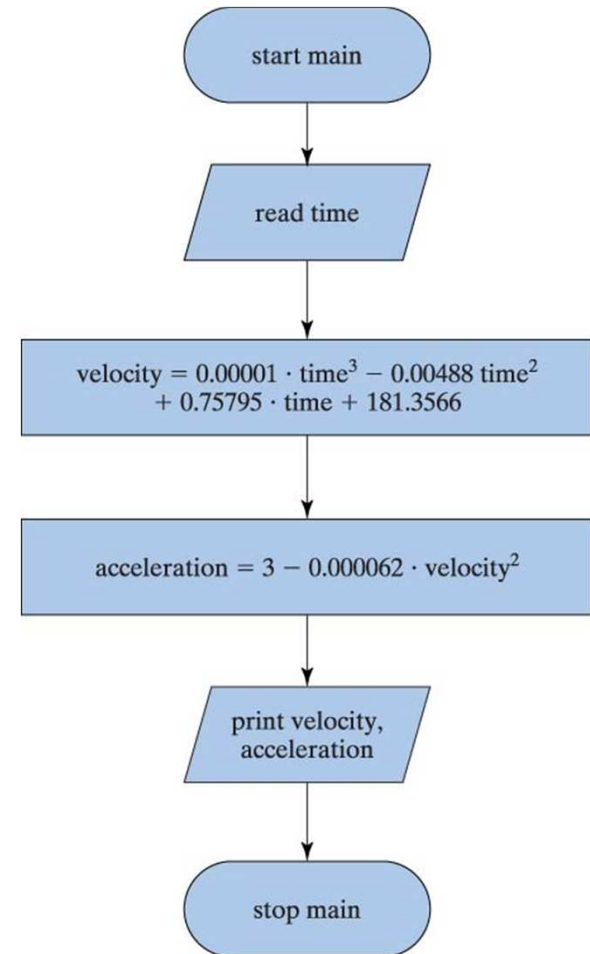 start main
read time
velocity = 0.00001 · time³ − 0.00488 time²
+ 0.75795 · time + 181.3566
acceleration = 3 − 0.000062 · velocity²
print velocity,
acceleration
stop main